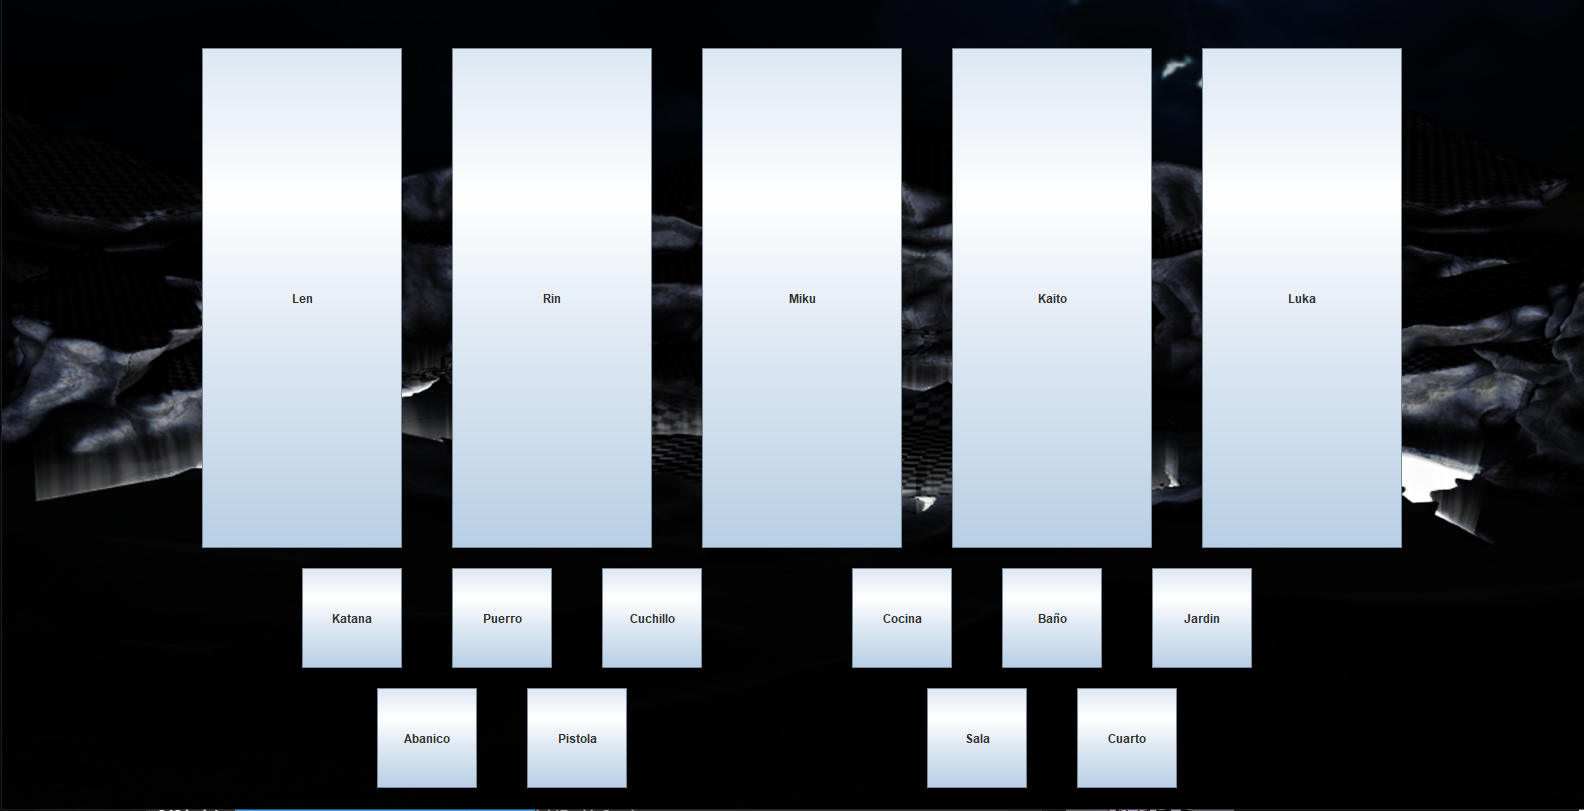 Len
Rin
Miku
Kaito
Luka
Katana
Puerro
Cuchillo
Cocina
Baño
Jardin
Abanico
Pistola
Sala
Cuarto